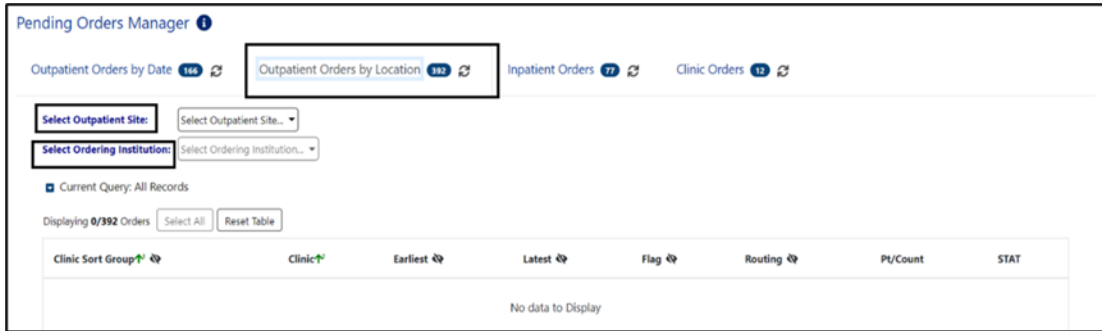 Pending Orders Manager
Outpatient Orders by Date 166 Outpatient Orders by Location 392 Inpatient Orders 77 Clinic Orders 12
Select Outpatient Site: Select Outpatient Site...
Select Ordering Institution: Select Ordering Institution...
Current Query: All Records
Displaying 0/392 Orders Select All Reset Table
Clinic Sort Group Clinic Earliest Latest Flag Routing Pt/Count STAT
No data to Display